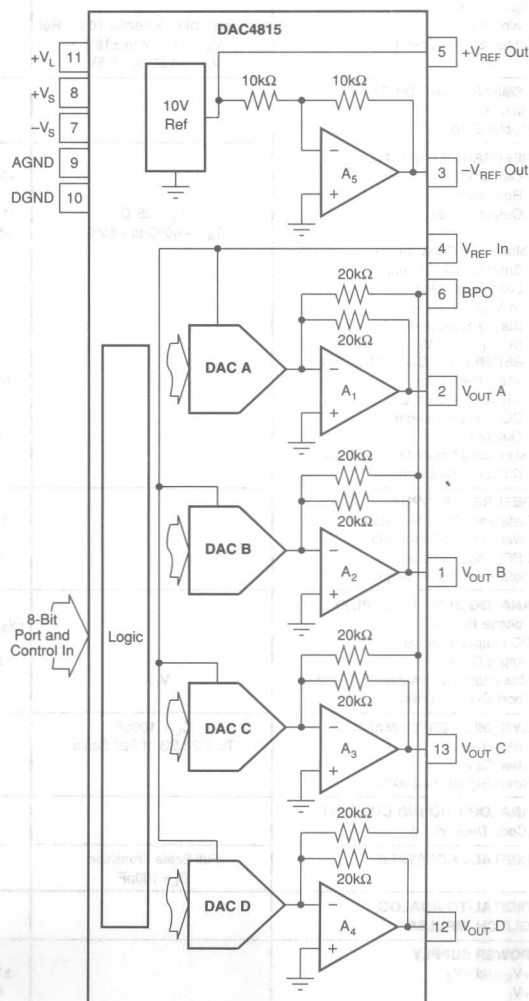 DAC4815
+V_L 11
+V_S 8
–V_S 7
AGND 9
DGND 10
10V
Ref
10kΩ 10kΩ
A_5
5 +V_REF Out
3 –V_REF Out
4 V_REF In
6 BPO
20kΩ
20kΩ
DAC A
A_1
2 V_OUT A
20kΩ
20kΩ
DAC B
A_2
1 V_OUT B
8-Bit
Port and
Control In
Logic
20kΩ
20kΩ
DAC C
A_3
13 V_OUT C
20kΩ
20kΩ
DAC D
A_4
12 V_OUT D